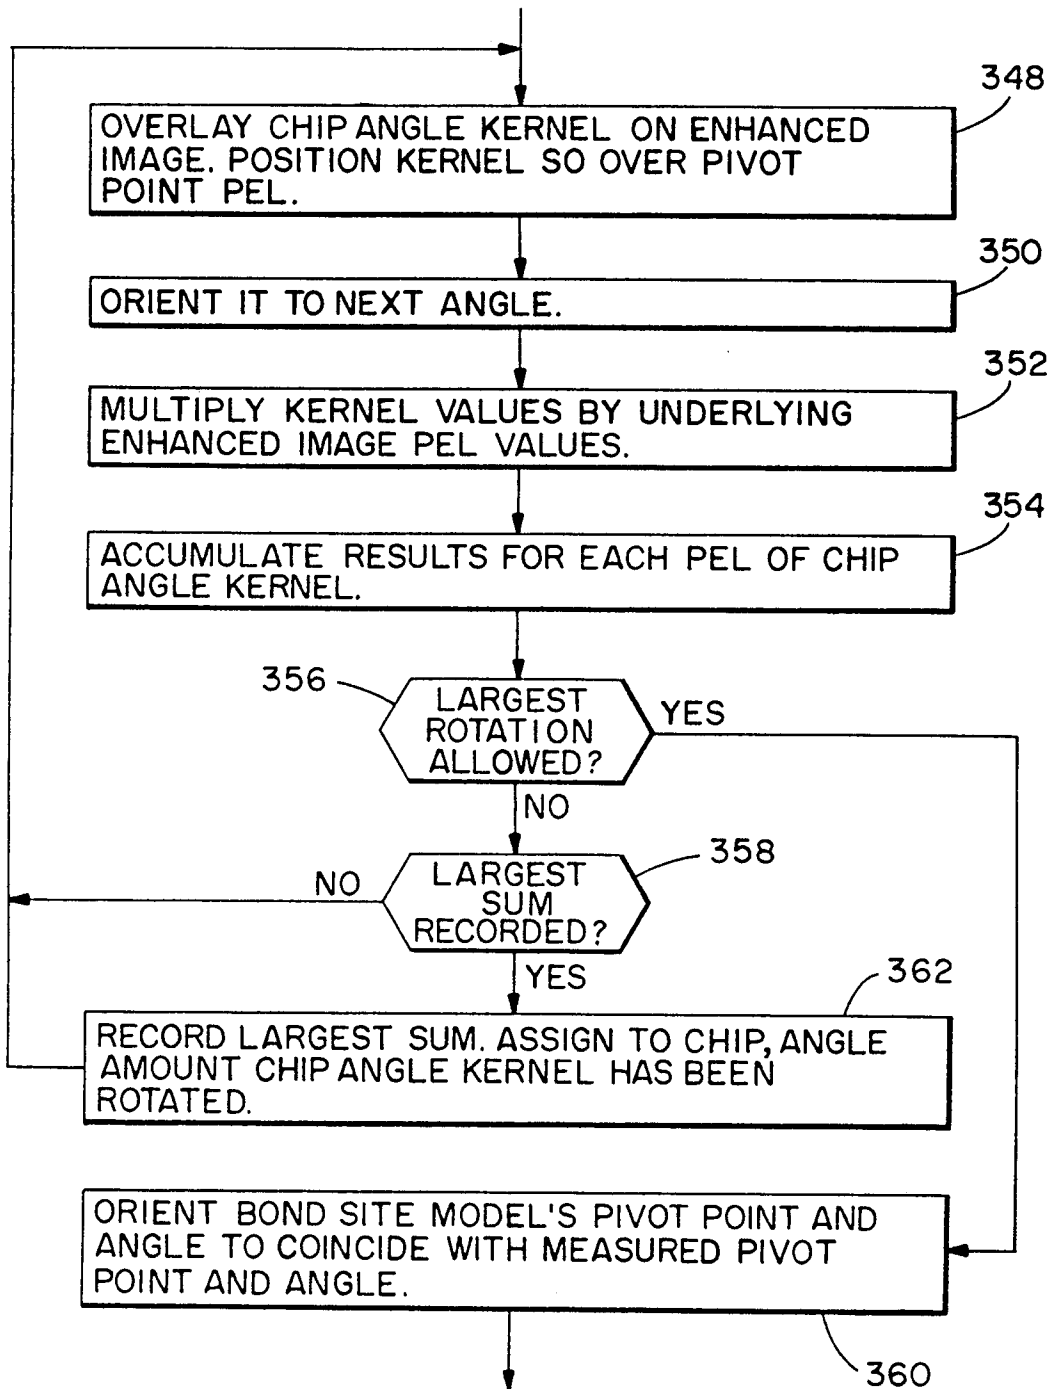 348
OVERLAY CHIP ANGLE KERNEL ON ENHANCED
IMAGE. POSITION KERNEL SO OVER PIVOT
POINT PEL.
350
ORIENT IT TO NEXT ANGLE.
352
MULTIPLY KERNEL VALUES BY UNDERLYING
ENHANCED IMAGE PEL VALUES.
354
ACCUMULATE RESULTS FOR EACH PEL OF CHIP
ANGLE KERNEL.
356
LARGEST
ROTATION
ALLOWED?
YES
NO
358
LARGEST
SUM
RECORDED?
NO
YES
362
RECORD LARGEST SUM. ASSIGN TO CHIP, ANGLE
AMOUNT CHIP ANGLE KERNEL HAS BEEN
ROTATED.
ORIENT BOND SITE MODEL'S PIVOT POINT AND
ANGLE TO COINCIDE WITH MEASURED PIVOT
POINT AND ANGLE.
360